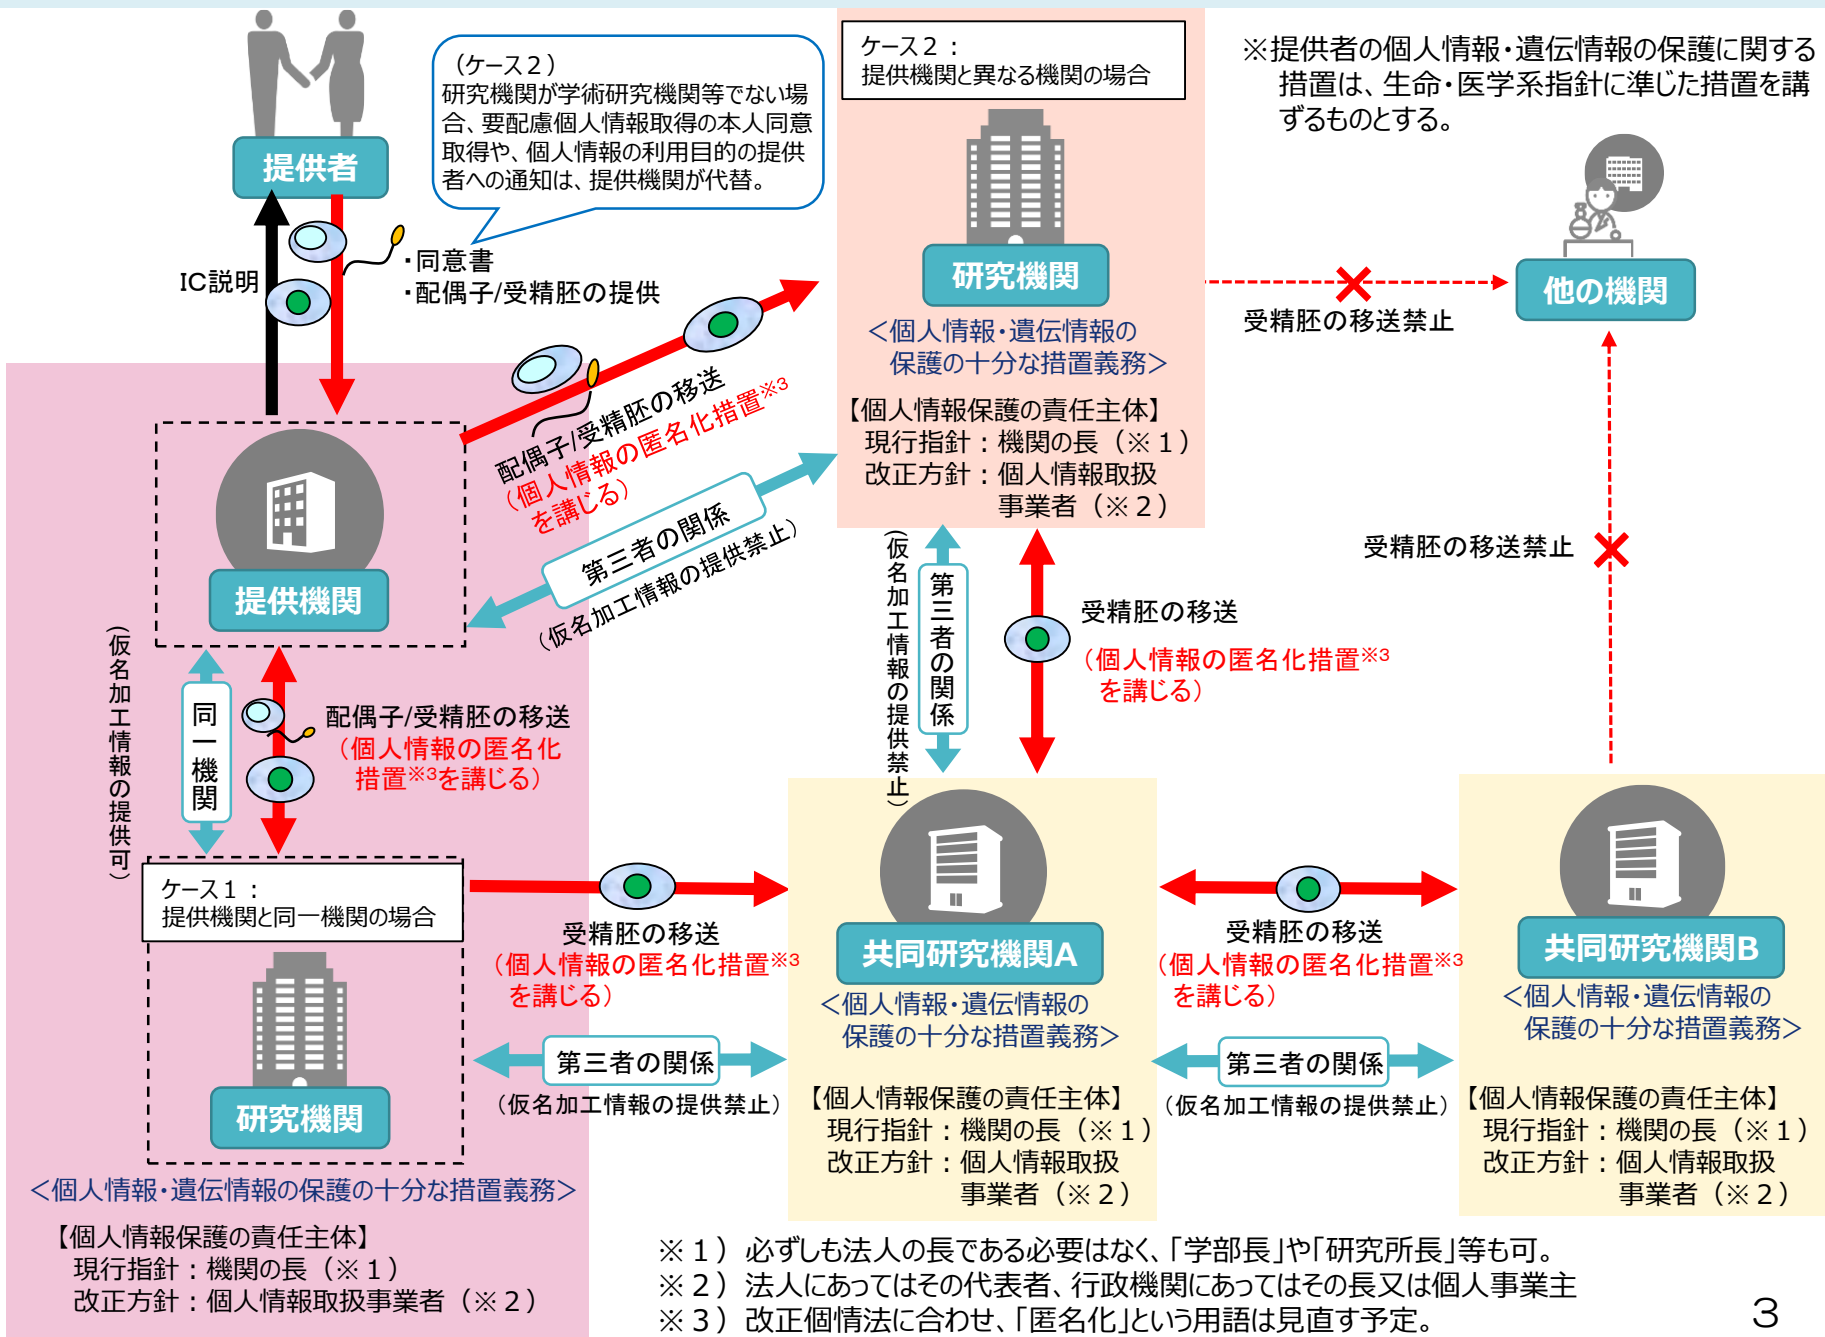 （ケース２）
研究機関が学術研究機関等でない場
合、要配慮個人情報取得の本人同意
取得や、個人情報の利用目的の提供
者への通知は、提供機関が代替。
ケース２：
提供機関と異なる機関の場合
※提供者の個人情報・遺伝情報の保護に関する
措置は、生命・医学系指針に準じた措置を講
ずるものとする。
提供者
IC説明
・同意書
・配偶子/受精胚の提供
研究機関
＜個人情報・遺伝情報の
保護の十分な措置義務＞
【個人情報保護の責任主体】
現行指針：機関の長（※１）
改正方針：個人情報取扱
事業者（※２）
受精胚の移送禁止
他の機関
受精胚の移送禁止
配偶子/受精胚の移送
（個人情報の匿名化措置※3
を講じる）
第三者の関係
（仮名加工情報の提供禁止）
提供機関
（仮名加工情報の提供可）
同一機関
配偶子/受精胚の移送
（個人情報の匿名化
措置※3を講じる）
（仮名加工情報の提供禁止）
第三者の関係
受精胚の移送
（個人情報の匿名化措置※3
を講じる）
ケース１：
提供機関と同一機関の場合
研究機関
＜個人情報・遺伝情報の保護の十分な措置義務＞
【個人情報保護の責任主体】
現行指針：機関の長（※１）
改正方針：個人情報取扱事業者（※２）
受精胚の移送
（個人情報の匿名化措置※3
を講じる）
第三者の関係
（仮名加工情報の提供禁止）
共同研究機関A
＜個人情報・遺伝情報の
保護の十分な措置義務＞
【個人情報保護の責任主体】
現行指針：機関の長（※１）
改正方針：個人情報取扱
事業者（※２）
受精胚の移送
（個人情報の匿名化措置※3
を講じる）
第三者の関係
（仮名加工情報の提供禁止）
共同研究機関B
＜個人情報・遺伝情報の
保護の十分な措置義務＞
【個人情報保護の責任主体】
現行指針：機関の長（※１）
改正方針：個人情報取扱
事業者（※２）
※１）必ずしも法人の長である必要はなく、「学部長」や「研究所長」等も可。
※２）法人にあってはその代表者、行政機関にあってはその長又は個人事業主
※３）改正個情法に合わせ、「匿名化」という用語は見直す予定。
３